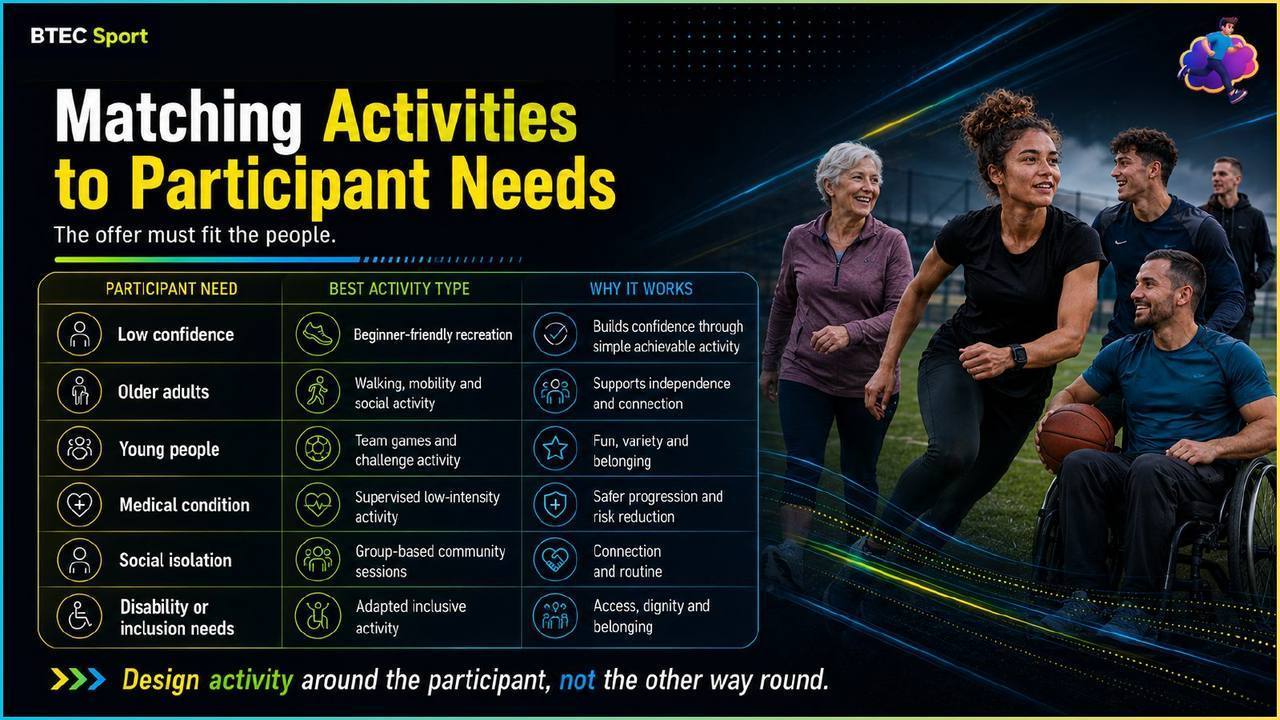 BTEC Sport
Matching Activities
to Participant Needs
The offer must fit the people.
PARTICIPANT NEED
BEST ACTIVITY TYPE
WHY IT WORKS
Low confidence
Beginner-friendly recreation
Builds confidence through
simple achievable activity
Older adults
Walking, mobility and
social activity
Supports independence
and connection
Young people
Team games and
challenge activity
Fun, variety and
belonging
Medical condition
Supervised low-intensity
activity
Safer progression and
risk reduction
Social isolation
Group-based community
sessions
Connection
and routine
Disability or
inclusion needs
Adapted inclusive
activity
Access, dignity and
belonging
Design activity around the participant, not the other way round.